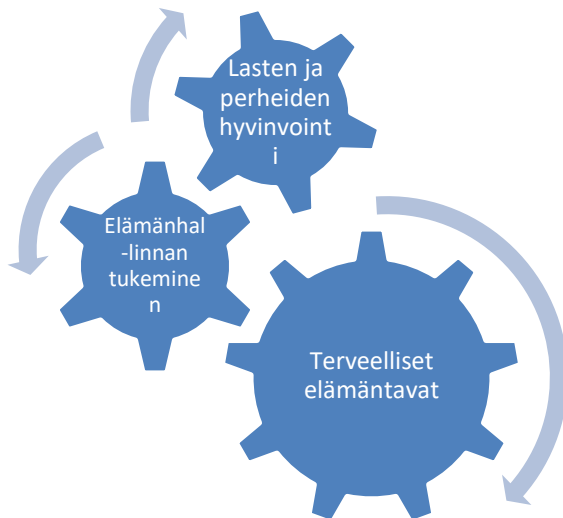 Lasten ja
perheiden
hyvinvoint
i
Elämänhal
-linnan
tukemine
n
Terveelliset
elämäntavat